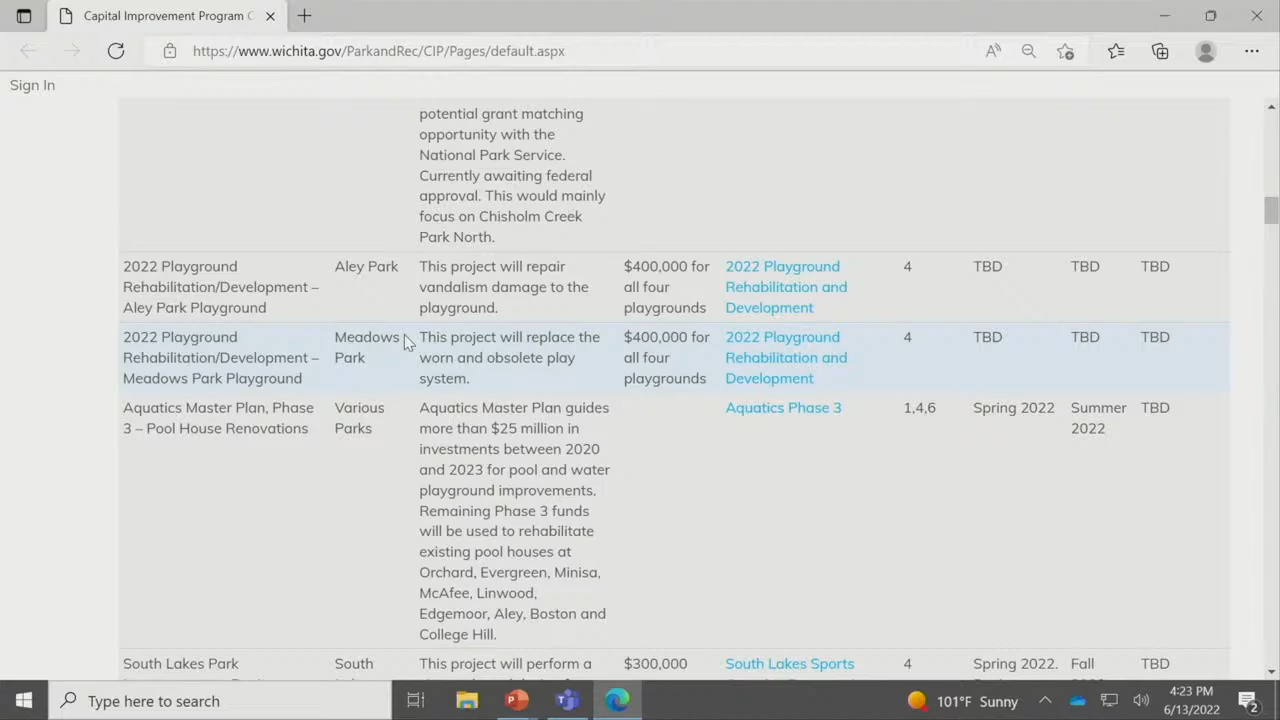 Capital Improvement Program C
https://www.wichita.gov/ParkandRec/CIP/Pages/default.aspx
Sign In
potential grant matching
opportunity with the
National Park Service.
Currently awaiting federal
approval. This would mainly
focus on Chisholm Creek
Park North.
2022 Playground Aley Park This project will repair $400,000 for 2022 Playground 4 TBD TBD TBD
Rehabilitation/Development – vandalism damage to the all four Rehabilitation and
Aley Park Playground playground. playgrounds Development
2022 Playground Meadows This project will replace the $400,000 for 2022 Playground 4 TBD TBD TBD
Rehabilitation/Development – Park worn and obsolete play all four Rehabilitation and
Meadows Park Playground system. playgrounds Development
Aquatics Master Plan, Phase Various Aquatics Master Plan guides Aquatics Phase 3 1,4,6 Spring 2022 Summer TBD
3 – Pool House Renovations Parks more than $25 million in 2022
investments between 2020
and 2023 for pool and water
playground improvements.
Remaining Phase 3 funds
will be used to rehabilitate
existing pool houses at
Orchard, Evergreen, Minisa,
McAfee, Linwood,
Edgemoor, Aley, Boston and
College Hill.
South Lakes Park South This project will perform a $300,000 South Lakes Sports 4 Spring 2022. Fall TBD
Type here to search
101°F Sunny
4:23 PM
6/13/2022
2